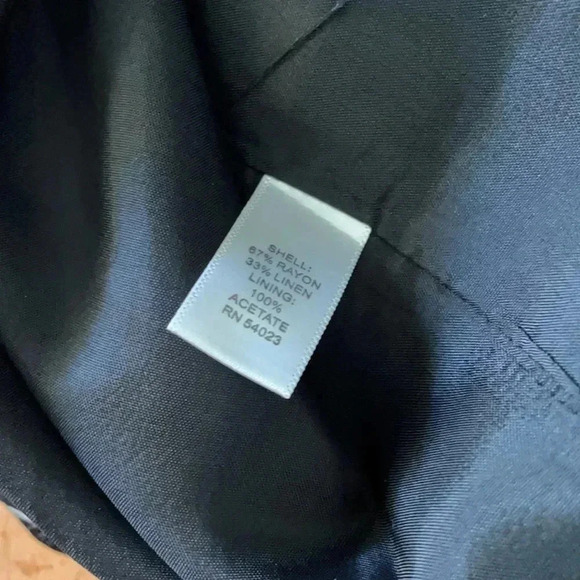 SHELL:
67% RAYON
33% LINEN
LINING:
100%
ACETATE
RN 54023